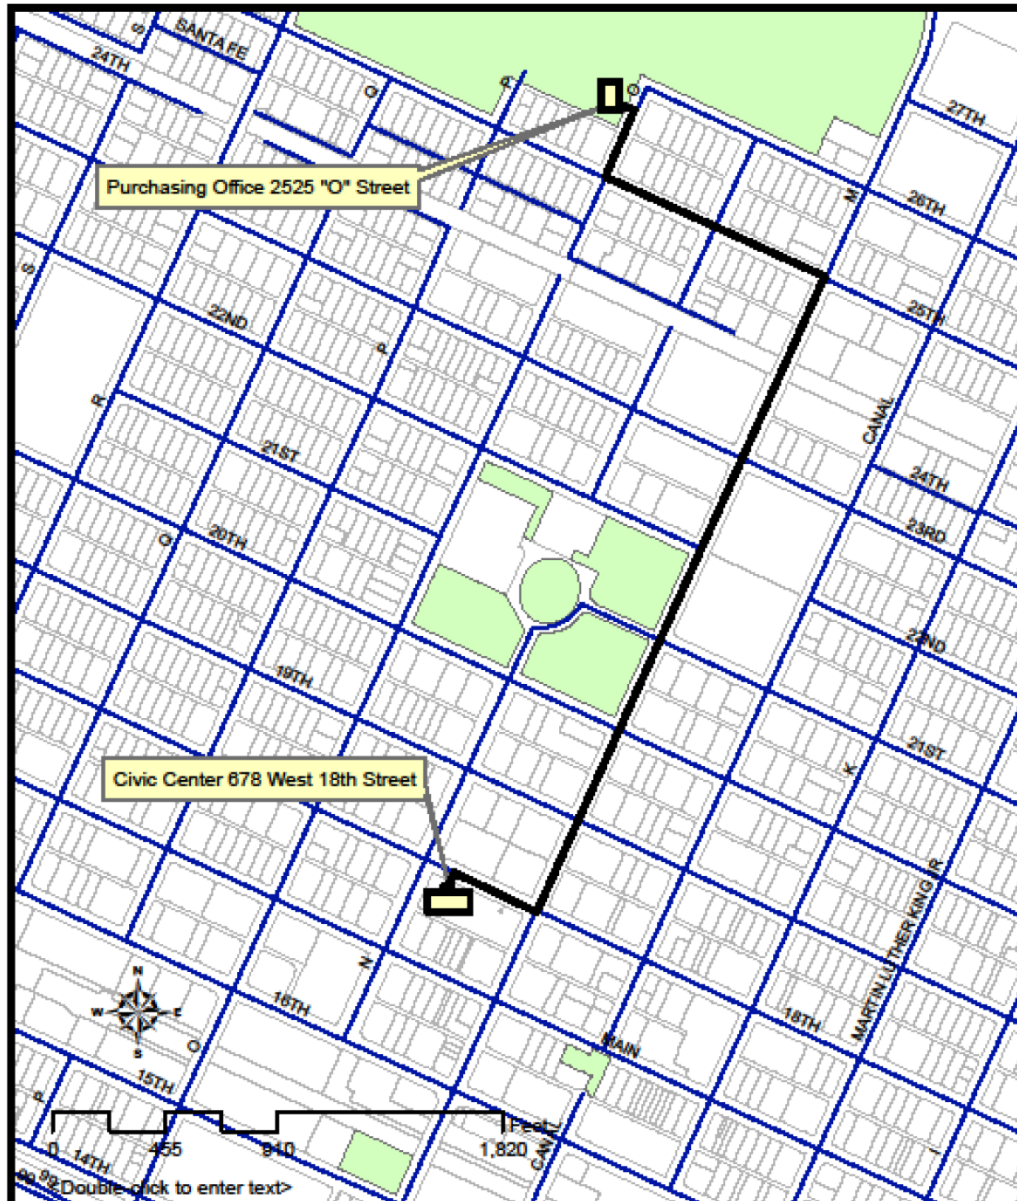 S
SANTA FE
24TH
O
P
O
27TH
Purchasing Office 2525 "O" Street
M
26TH
S
22ND
P
25TH
R
CANAL
21ST
24TH
20TH
Q
23RD
22ND
19TH
21ST
Civic Center 678 West 18th Street
K
MARTIN LUTHER KING JR
N
N
W E
S
16TH
18TH
O
MAIN
15TH
P
Feet
0 455 910 1,820
CANAL
I
14TH
<Double-click to enter text>